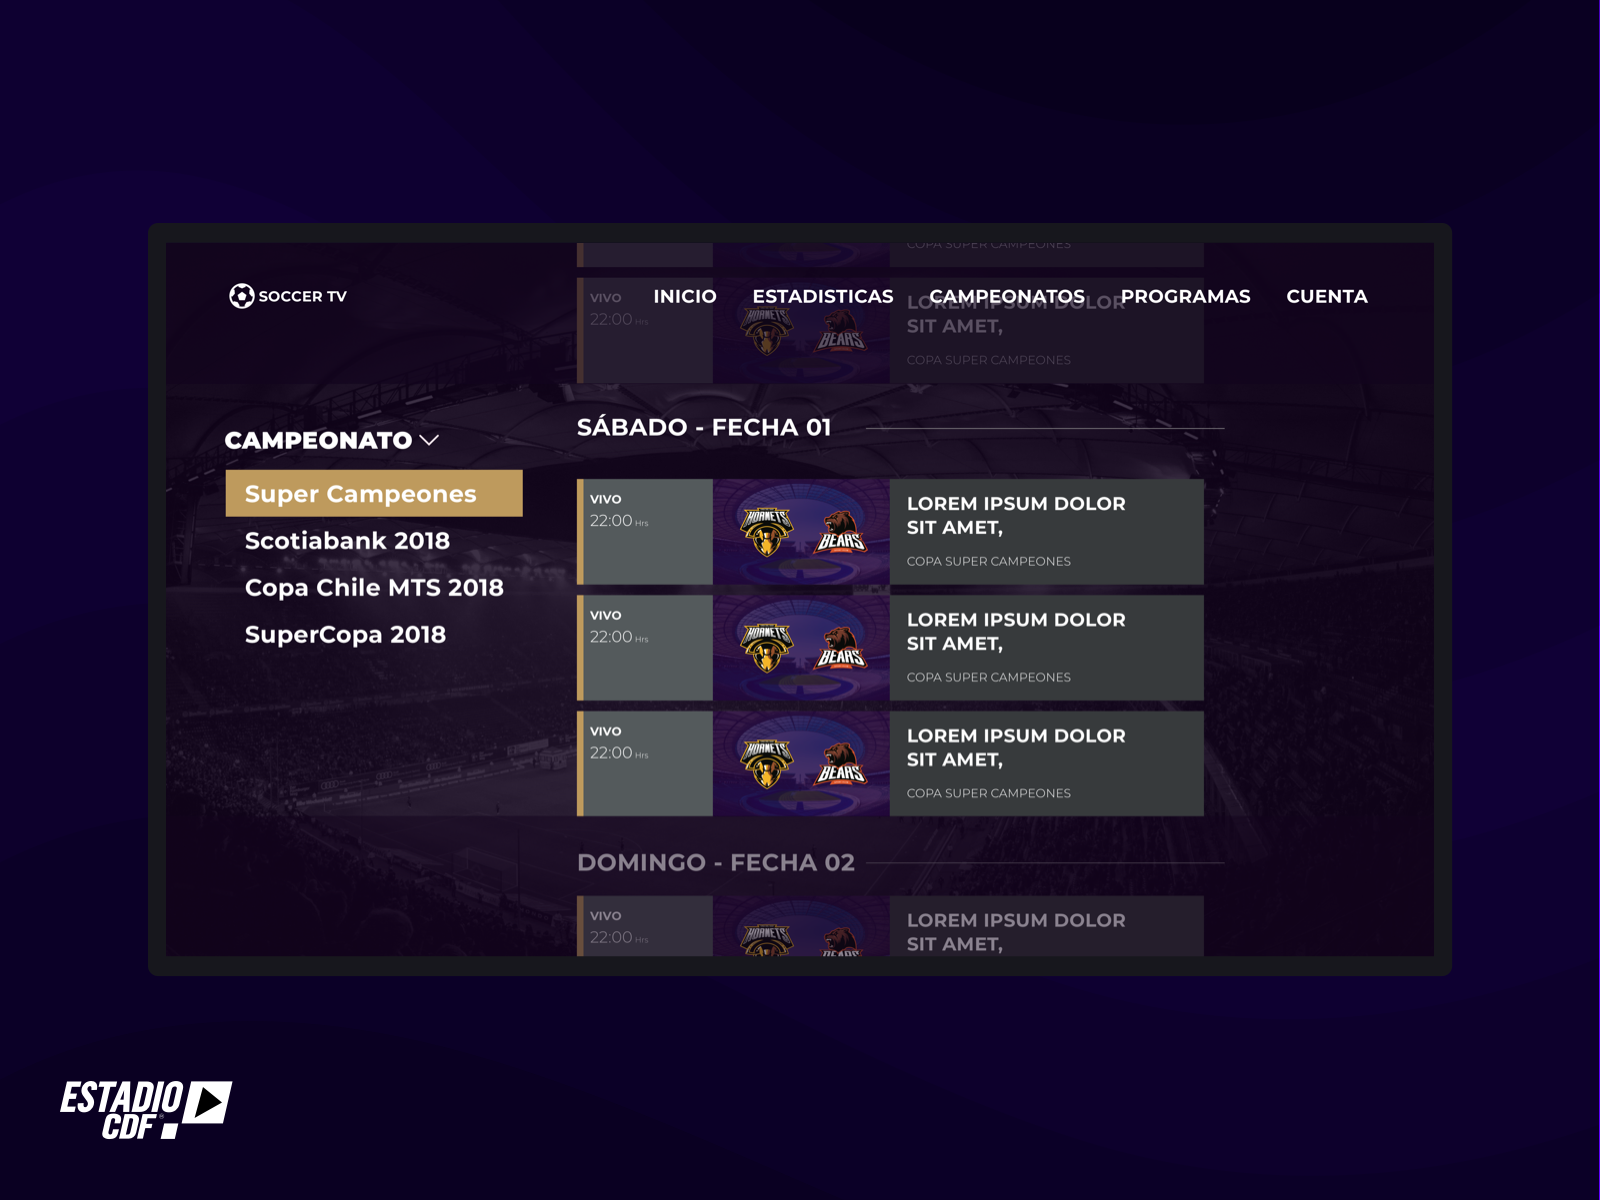 COPA SUPER CAMPEONES
SOCCER TV
INICIO
ESTADISTICAS
CAMPEONATOS
PROGRAMAS
CUENTA
VIVO
22:00 Hrs
HORNETS
BEARS
LOREM IPSUM DOLOR
SIT AMET,
COPA SUPER CAMPEONES
CAMPEONATO
Super Campeones
Scotiabank 2018
Copa Chile MTS 2018
SuperCopa 2018
SÁBADO - FECHA 01
VIVO
22:00 Hrs
HORNETS
BEARS
LOREM IPSUM DOLOR
SIT AMET,
COPA SUPER CAMPEONES
VIVO
22:00 Hrs
HORNETS
BEARS
LOREM IPSUM DOLOR
SIT AMET,
COPA SUPER CAMPEONES
VIVO
22:00 Hrs
HORNETS
BEARS
LOREM IPSUM DOLOR
SIT AMET,
COPA SUPER CAMPEONES
DOMINGO - FECHA 02
VIVO
22:00 Hrs
HORNETS
BEARS
LOREM IPSUM DOLOR
SIT AMET,
ESTADIO
CDF